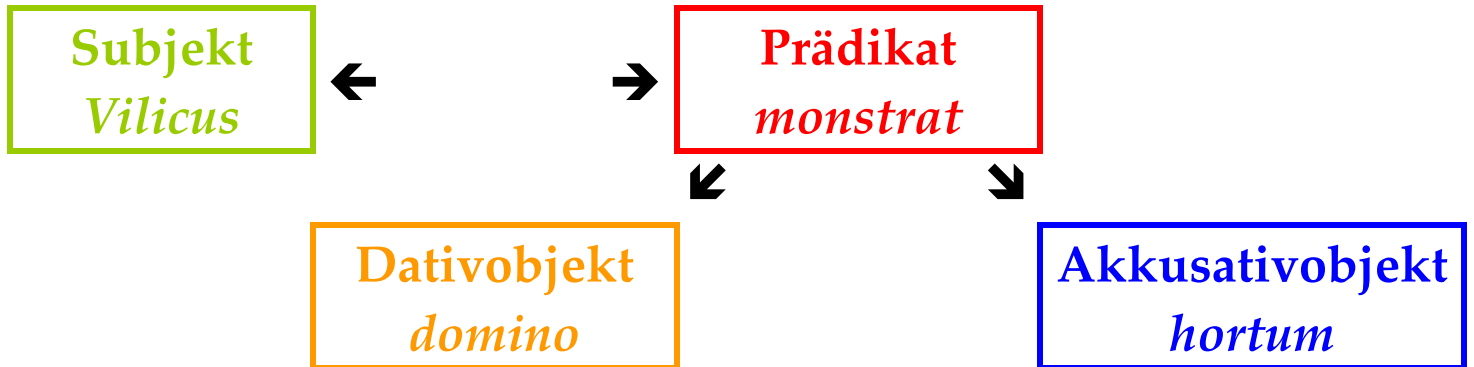 Subjekt
Vilicus
Prädikat
monstrat
Dativobjekt
domino
Akkusativobjekt
hortum